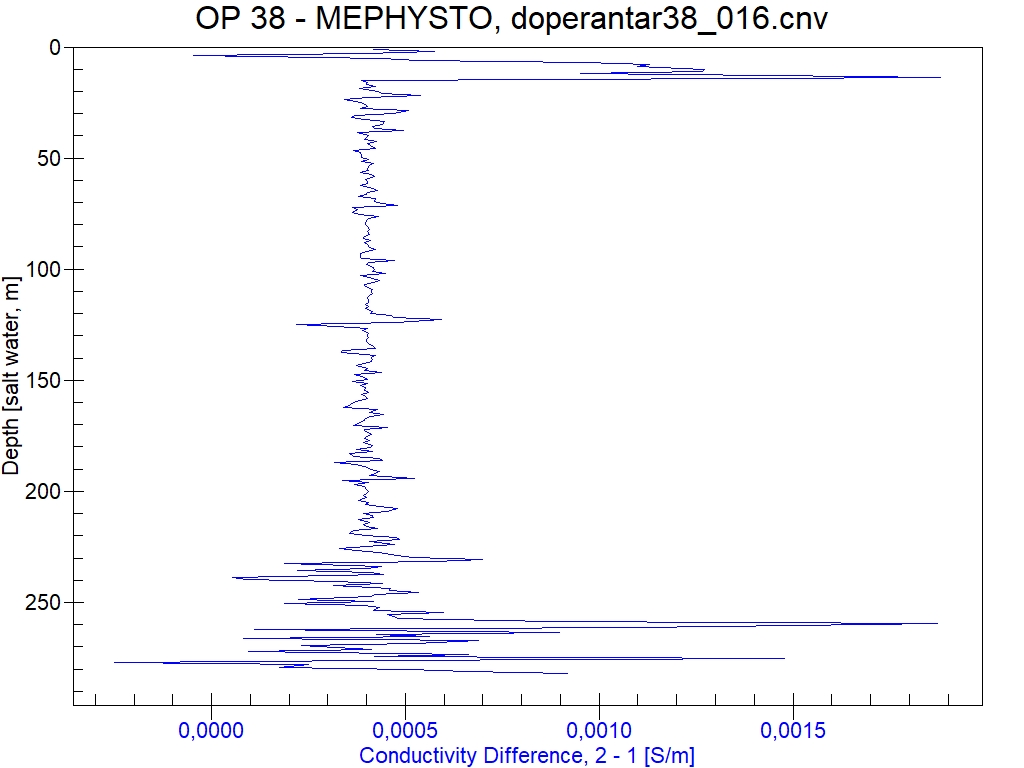 OP 38 - MEPHYSTO, doperantar38_016.cnv
0
50
100
150
200
250
Depth [salt water, m]
0,0000 0,0005 0,0010 0,0015
Conductivity Difference, 2 - 1 [S/m]